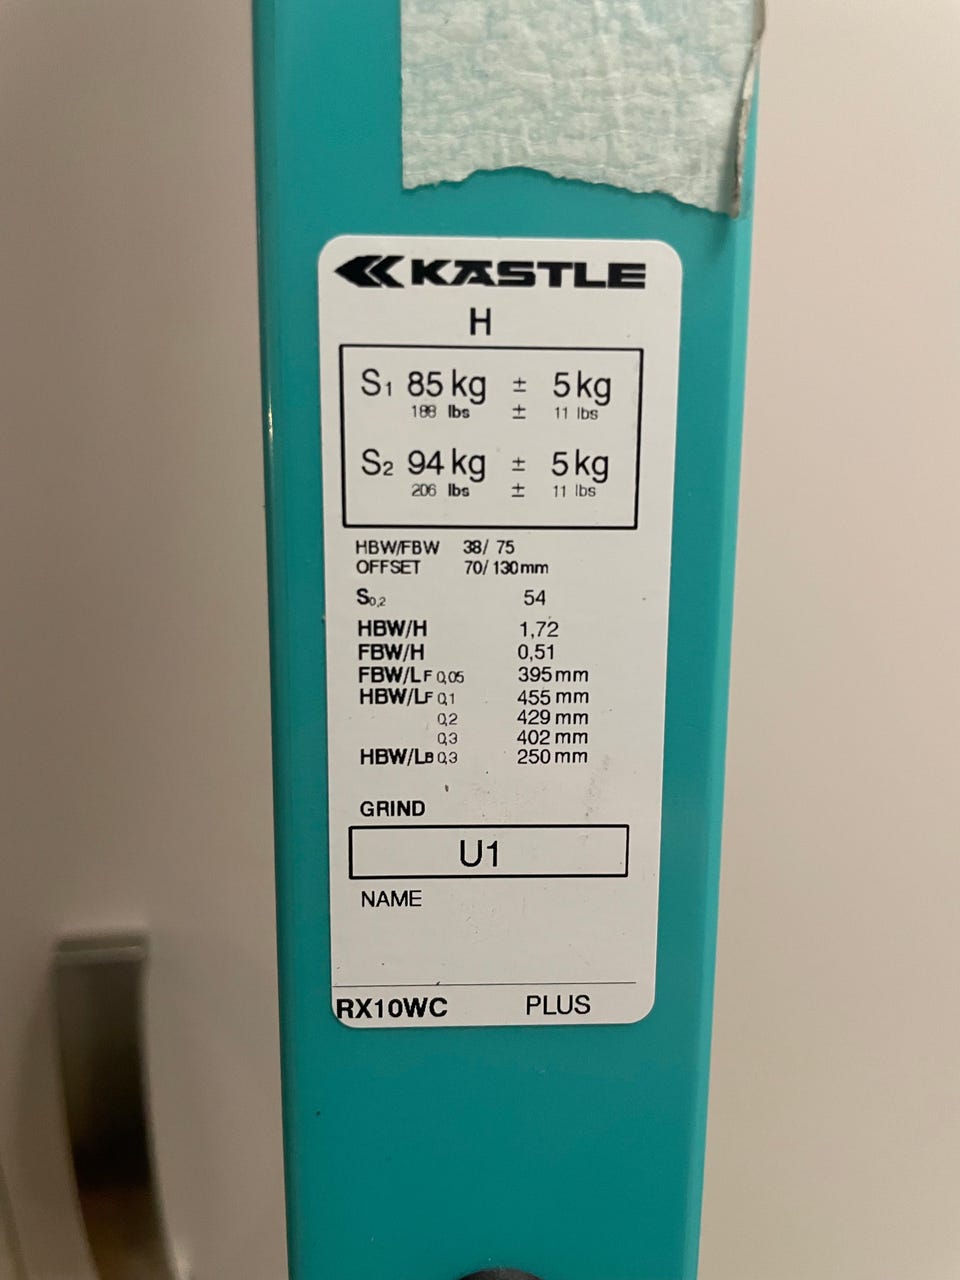 KÄSTLE
H
S1 85 kg ± 5 kg
188 lbs ± 11 lbs
S2 94 kg ± 5 kg
206 lbs ± 11 lbs
HBW/FBW 38/ 75
OFFSET 70/ 130mm
S0,2 54
HBW/H 1,72
FBW/H 0,51
FBW/LF 0,05 395 mm
HBW/LF 0,1 455 mm
0,2 429 mm
0,3 402 mm
HBW/LB 0,3 250 mm
GRIND
U1
NAME
RX10WC PLUS